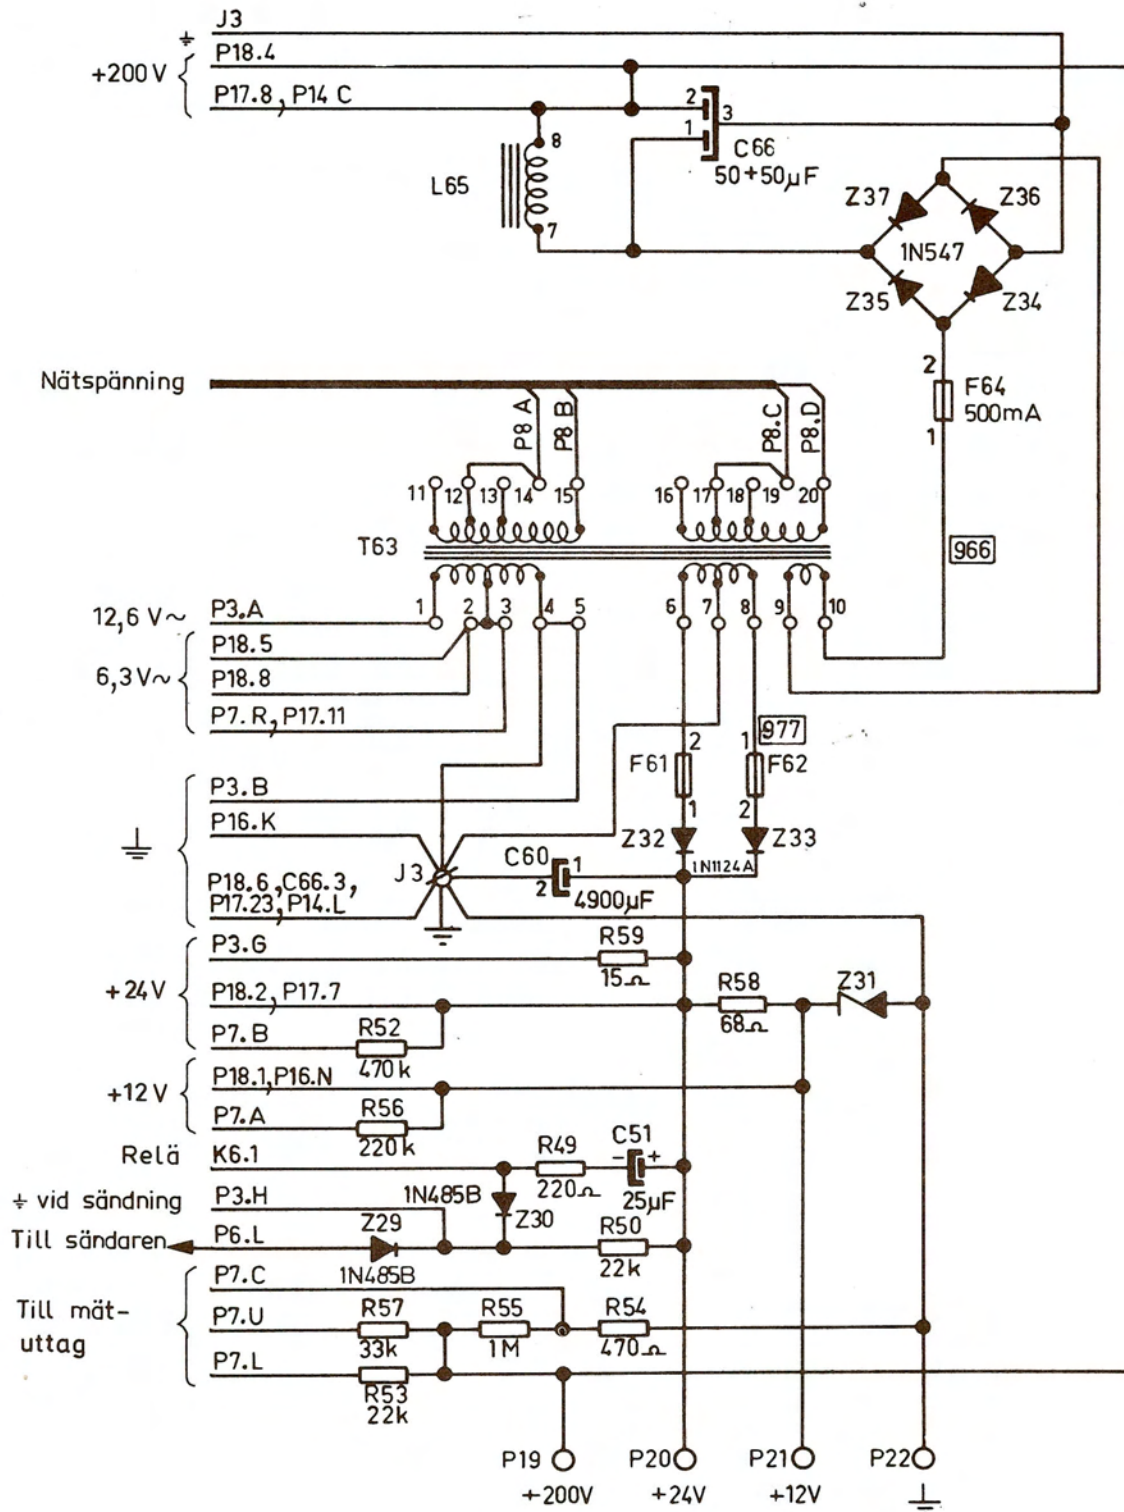 J3
P18.4
+200V
P17.8, P14 C
2
3
1
C66
50+50µF
8
L65
7
Z37
Z36
1N547
Z35
Z34
Nätspänning
2
F64
500mA
1
P8 A
P8 B
P8.C
P8.D
11 12 13 14 15 16 17 18 19 20
T63
966
1 2 3 4 5 6 7 8 9 10
12,6 V~
P3.A
P18.5
6,3V~
P18.8
P7.R, P17.11
977
2
1
F61
F62
1
2
P3.B
P16.K
Z32
Z33
1N1124A
J3
C60
1
2
4900µF
P18.6, C66.3,
P17.23, P14.L
P3.G
R59
15Ω
+24V
P18.2, P17.7
R58
68Ω
Z31
P7.B
R52
470k
+12V
P18.1, P16.N
P7.A
R56
220k
Relä
K6.1
R49
220Ω
C51
- +
25µF
1N485B
Z30
⏚ vid sändning
P3.H
Till sändaren
P6.L
Z29
1N485B
R50
22k
P7.C
Till mät-
uttag
P7.U
R57
33k
R55
1M
R54
470Ω
P7.L
R53
22k
P19
P20
P21
P22
+200V
+24V
+12V